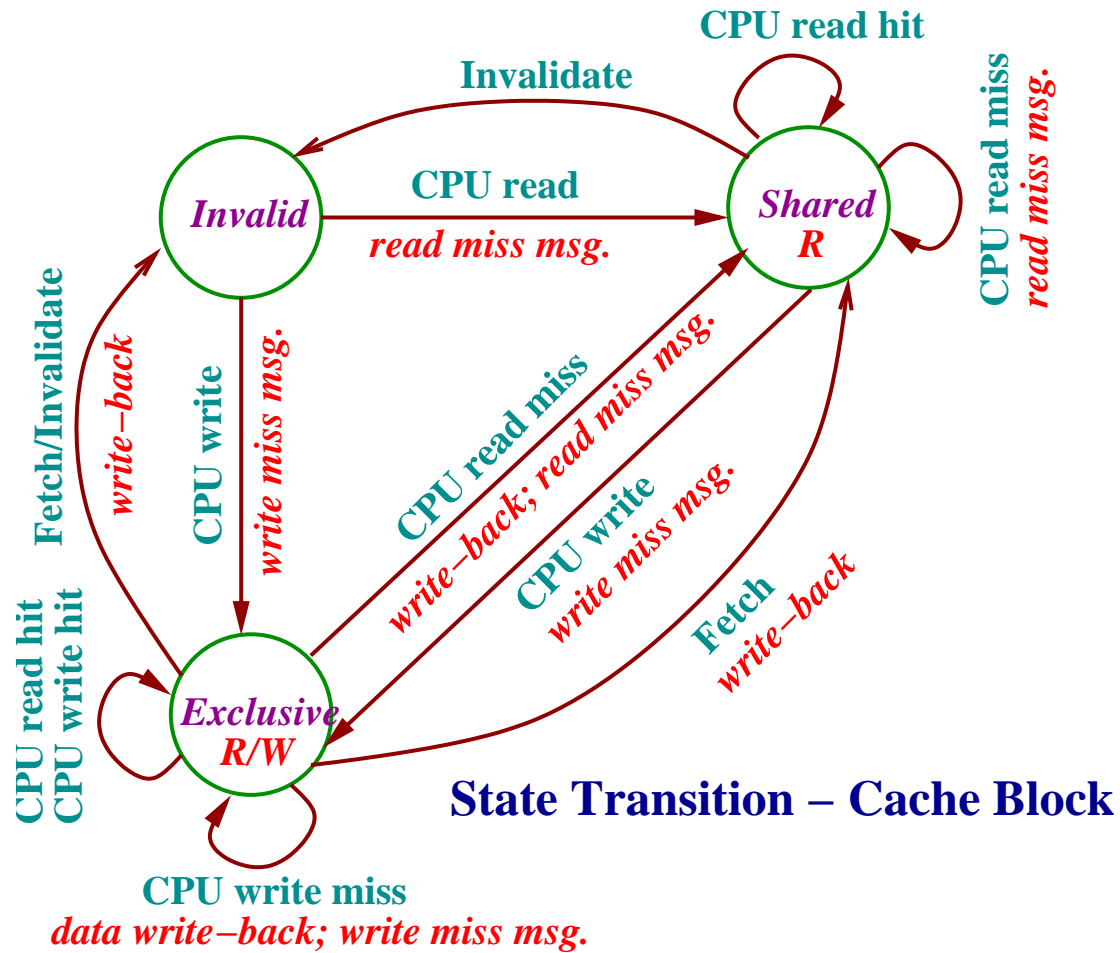 CPU read hit
Invalidate
CPU read miss
read miss msg.
CPU read
read miss msg.
Invalid
Shared
R
Fetch/Invalidate
write–back
CPU write
write miss msg.
CPU read miss
write–back; read miss msg.
CPU write
write miss msg.
Fetch
write–back
CPU read hit
CPU write hit
Exclusive
R/W
State Transition – Cache Block
CPU write miss
data write–back; write miss msg.